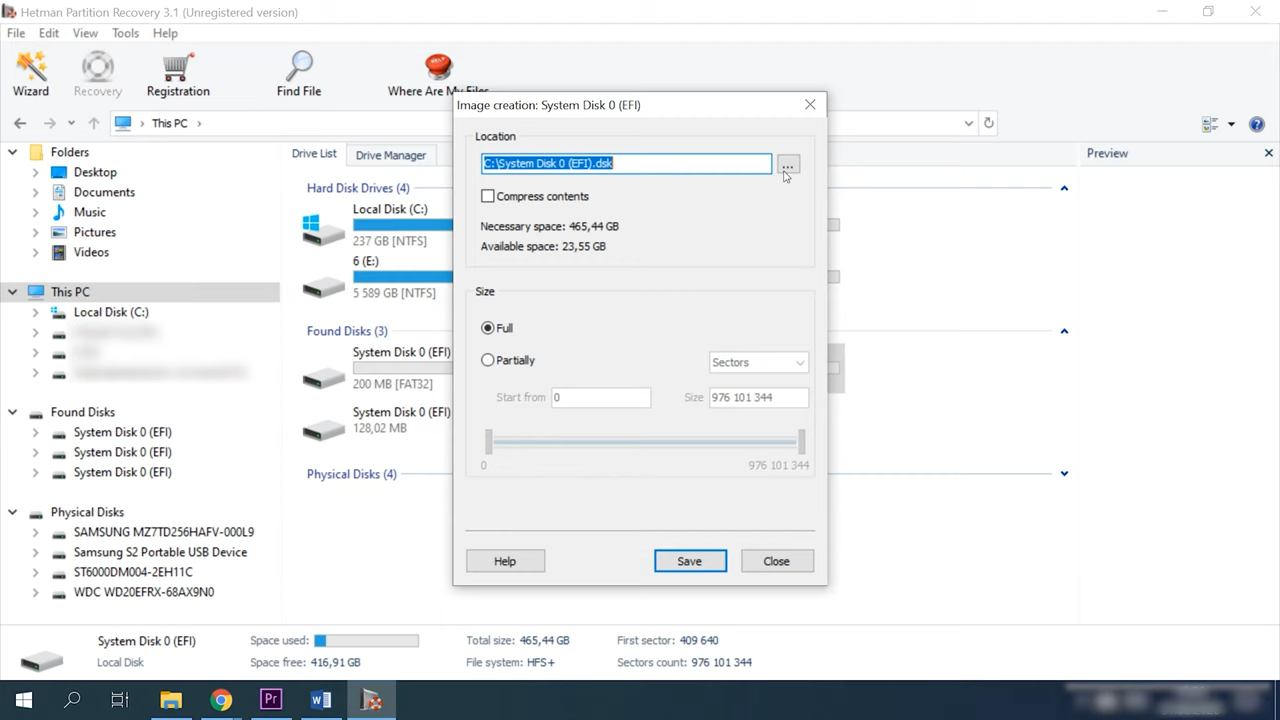 Hetman Partition Recovery 3.1 (Unregistered version)
File Edit View Tools Help
Wizard
Recovery
Registration
Find File
Where Are My Files
This PC
Folders
Desktop
Documents
Music
Pictures
Videos
This PC
Local Disk (C:)
Found Disks
System Disk 0 (EFI)
System Disk 0 (EFI)
System Disk 0 (EFI)
Physical Disks
SAMSUNG MZ7TD256HAFV-000L9
Samsung S2 Portable USB Device
ST6000DM004-2EH11C
WDC WD20EFRX-68AX9N0
Drive List
Drive Manager
Hard Disk Drives (4)
Local Disk (C:)
237 GB [NTFS]
6 (E:)
5 589 GB [NTFS]
Found Disks (3)
System Disk 0 (EFI)
200 MB [FAT32]
System Disk 0 (EFI)
128,02 MB
Physical Disks (4)
Image creation: System Disk 0 (EFI)
Location
C:\System Disk 0 (EFI).dsk
...
Compress contents
Necessary space: 465,44 GB
Available space: 23,55 GB
Size
Full
Partially
Sectors
Start from 0
Size 976 101 344
0
976 101 344
Help
Save
Close
Preview
System Disk 0 (EFI)
Local Disk
Space used:
Space free: 416,91 GB
Total size: 465,44 GB
File system: HFS+
First sector: 409 640
Sectors count: 976 101 344
Pr
W